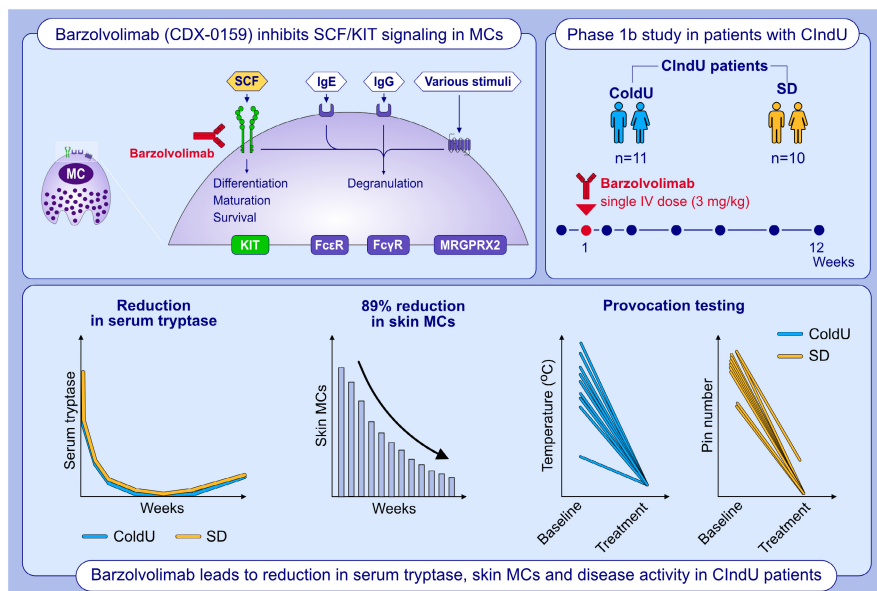 Barzolvolimab (CDX-0159) inhibits SCF/KIT signaling in MCs
SCF
IgE
IgG
Various stimuli
Barzolvolimab
MC
Differentiation
Maturation
Survival
Degranulation
KIT
FcεR
FcγR
MRGPRX2
Phase 1b study in patients with CIndU
CIndU patients
ColdU
SD
n=11
n=10
Barzolvolimab
single IV dose (3 mg/kg)
1
12
Weeks
Reduction
in serum tryptase
Serum tryptase
Weeks
ColdU
SD
89% reduction
in skin MCs
Skin MCs
Weeks
Provocation testing
ColdU
SD
Temperature (ºC)
Baseline
Treatment
Pin number
Baseline
Treatment
Barzolvolimab leads to reduction in serum tryptase, skin MCs and disease activity in CIndU patients